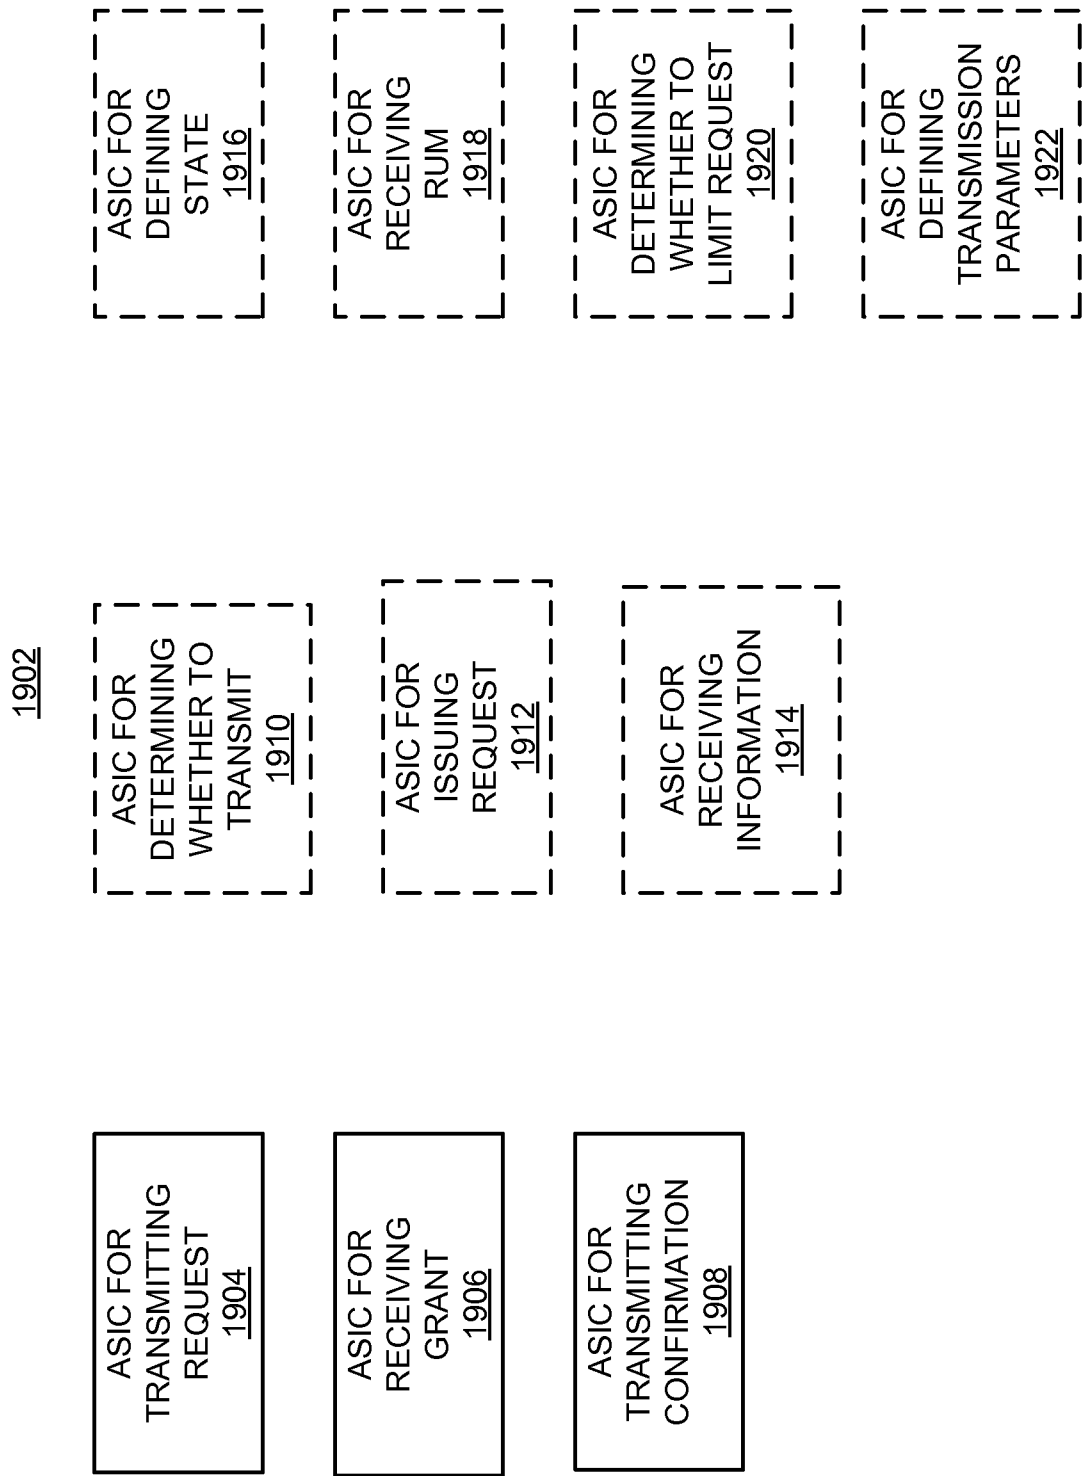 1902
ASIC FOR
TRANSMITTING
REQUEST
1904
ASIC FOR
RECEIVING
GRANT
1906
ASIC FOR
TRANSMITTING
CONFIRMATION
1908
ASIC FOR
DETERMINING
WHETHER TO
TRANSMIT
1910
ASIC FOR
ISSUING
REQUEST
1912
ASIC FOR
RECEIVING
INFORMATION
1914
ASIC FOR
DEFINING
STATE
1916
ASIC FOR
RECEIVING
RUM
1918
ASIC FOR
DETERMINING
WHETHER TO
LIMIT REQUEST
1920
ASIC FOR
DEFINING
TRANSMISSION
PARAMETERS
1922